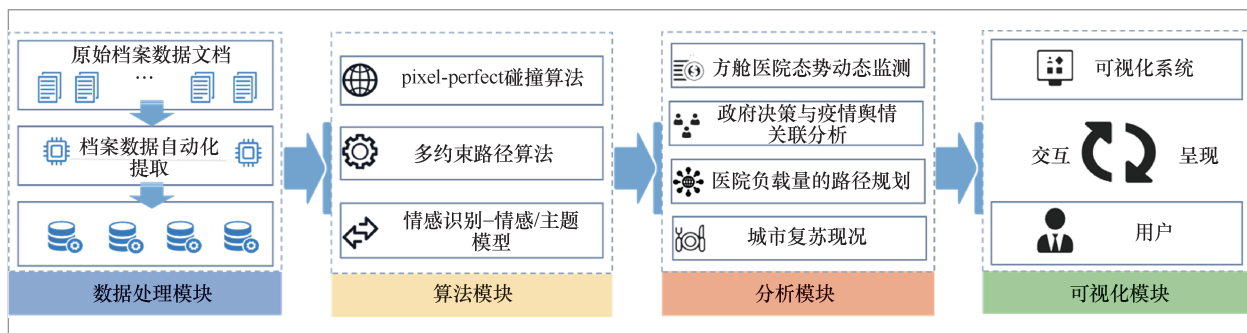 原始档案数据文档
…
档案数据自动化
提取
数据处理模块
pixel-perfect碰撞算法
多约束路径算法
情感识别–情感/主题
模型
算法模块
方舱医院态势动态监测
政府决策与疫情舆情
关联分析
医院负载量的路径规划
城市复苏现况
分析模块
可视化系统
交互
呈现
用户
可视化模块